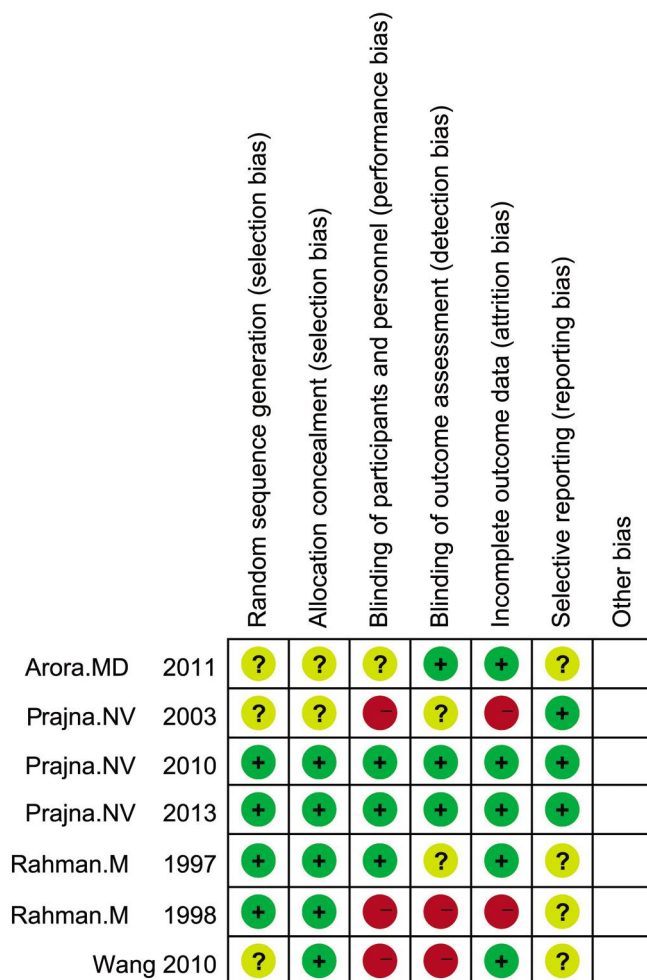 Random sequence generation (selection bias)
Allocation concealment (selection bias)
Blinding of participants and personnel (performance bias)
Blinding of outcome assessment (detection bias)
Incomplete outcome data (attrition bias)
Selective reporting (reporting bias)
Other bias
Arora.MD 2011 ? ? ? + + ?
Prajna.NV 2003 ? ? – ? – +
Prajna.NV 2010 + + + + + +
Prajna.NV 2013 + + + + + +
Rahman.M 1997 + + + ? + ?
Rahman.M 1998 + + – – – ?
Wang 2010 ? + – – + ?